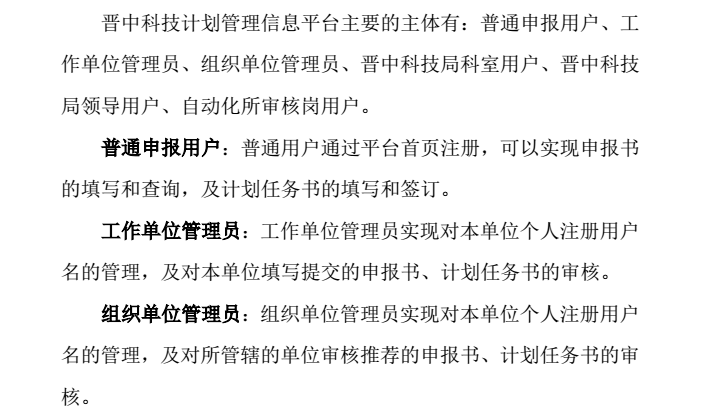 晋中科技计划管理信息平台主要的主体有：普通申报用户、工
作单位管理员、组织单位管理员、晋中科技局科室用户、晋中科技
局领导用户、自动化所审核岗用户。
普通申报用户：普通用户通过平台首页注册，可以实现申报书
的填写和查询，及计划任务书的填写和签订。
工作单位管理员：工作单位管理员实现对本单位个人注册用户
名的管理，及对本单位填写提交的申报书、计划任务书的审核。
组织单位管理员：组织单位管理员实现对本单位个人注册用户
名的管理，及对所管辖的单位审核推荐的申报书、计划任务书的审
核。